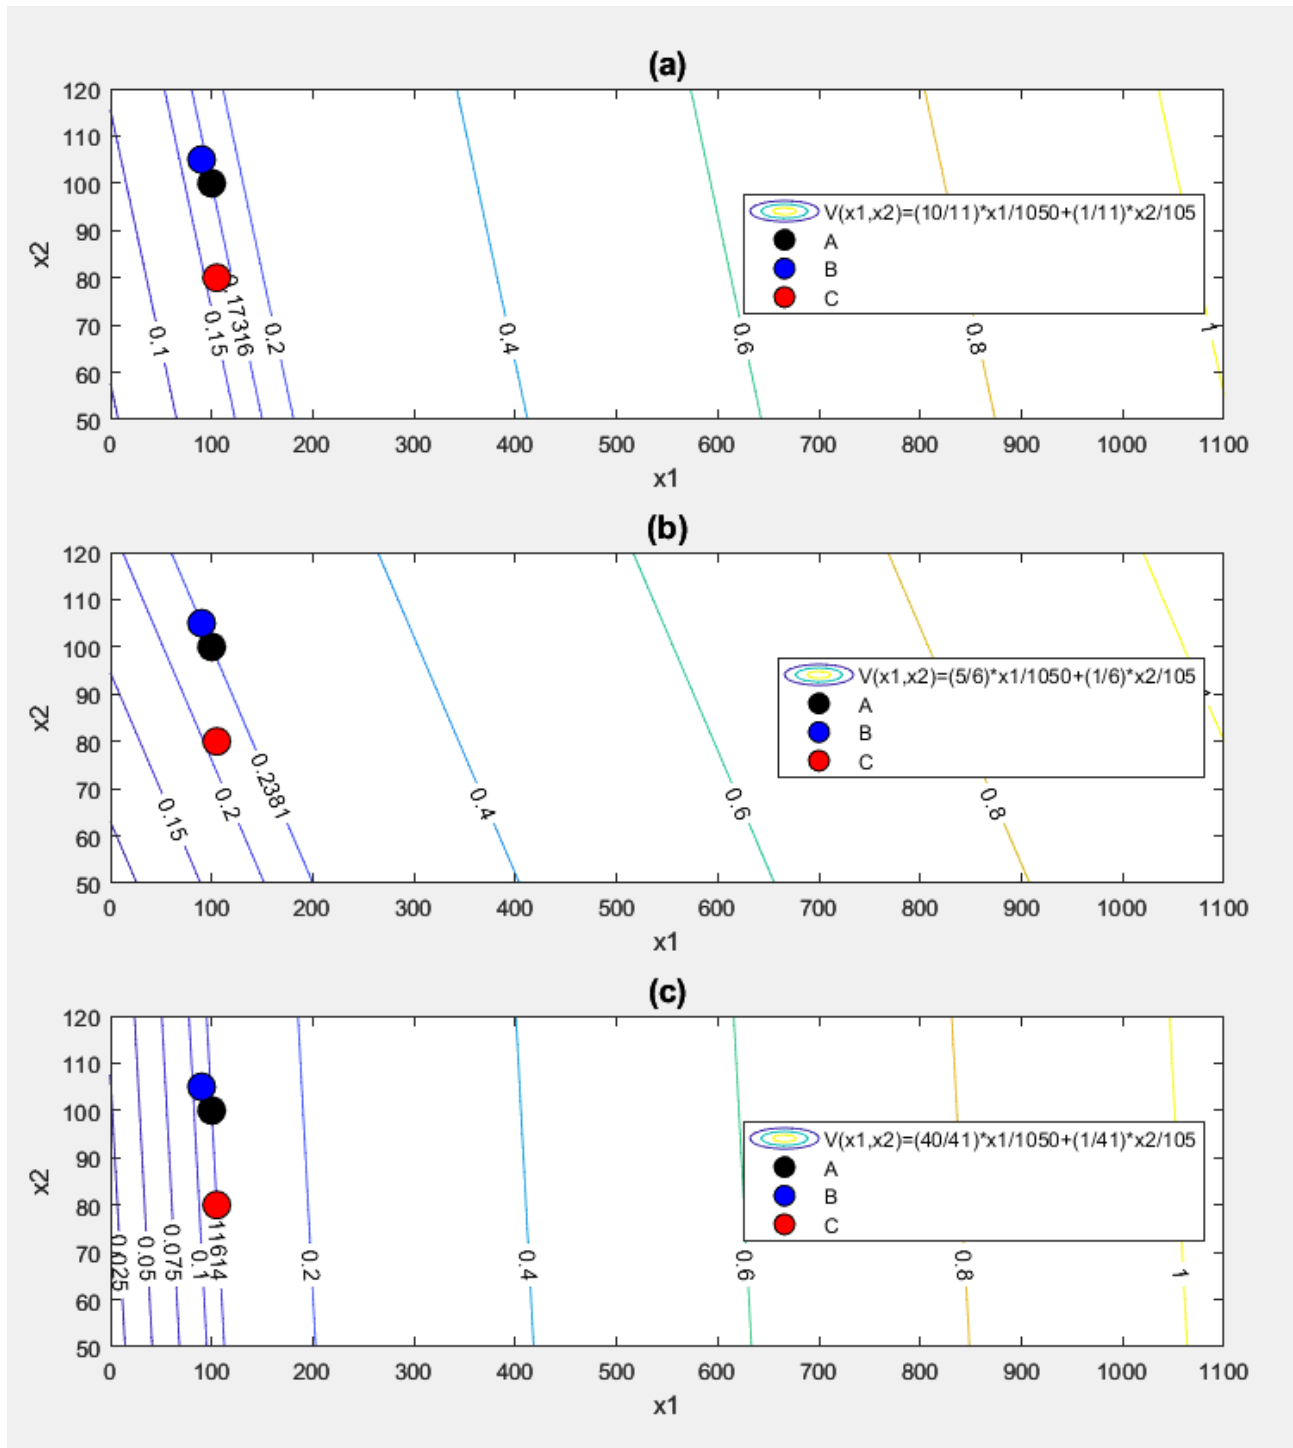 (a)
120
110
100
90
80
70
60
50
x2
0.1
0.15
0.17316
0.2
0.4
0.6
0.8
1
V(x1,x2)=(10/11)*x1/1050+(1/11)*x2/105
A
B
C
0 100 200 300 400 500 600 700 800 900 1000 1100
x1
(b)
120
110
100
90
80
70
60
50
x2
0.15
0.2
0.2381
0.4
0.6
0.8
V(x1,x2)=(5/6)*x1/1050+(1/6)*x2/105
A
B
C
0 100 200 300 400 500 600 700 800 900 1000 1100
x1
(c)
120
110
100
90
80
70
60
50
x2
0.025
0.05
0.075
0.1
11614
0.2
0.4
0.6
0.8
1
V(x1,x2)=(40/41)*x1/1050+(1/41)*x2/105
A
B
C
0 100 200 300 400 500 600 700 800 900 1000 1100
x1